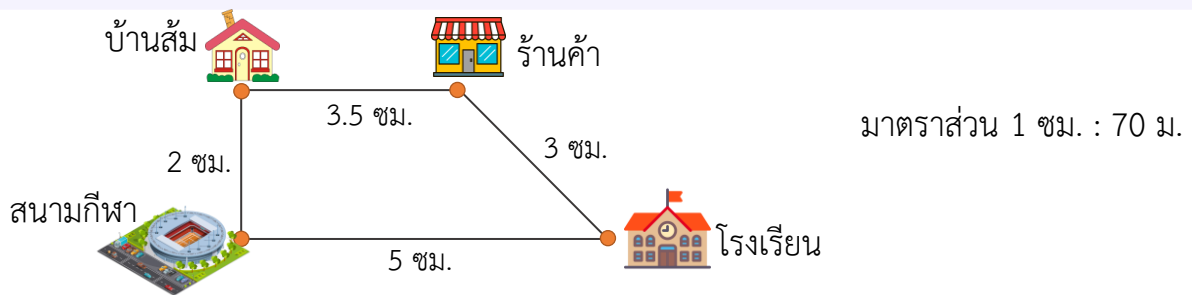 บ้านส้ม
ร้านค้า
3.5 ซม.
มาตราส่วน 1 ซม. : 70 ม.
2 ซม.
3 ซม.
สนามกีฬา
โรงเรียน
5 ซม.